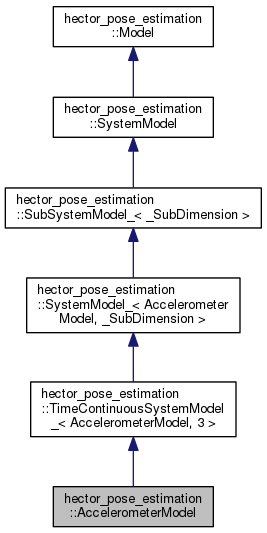 hector_pose_estimation
::Model
hector_pose_estimation
::SystemModel
hector_pose_estimation
::SubSystemModel_< _SubDimension >
hector_pose_estimation
::SystemModel_< Accelerometer
Model, _SubDimension >
hector_pose_estimation
::TimeContinuousSystemModel
_< AccelerometerModel, 3 >
hector_pose_estimation
::AccelerometerModel